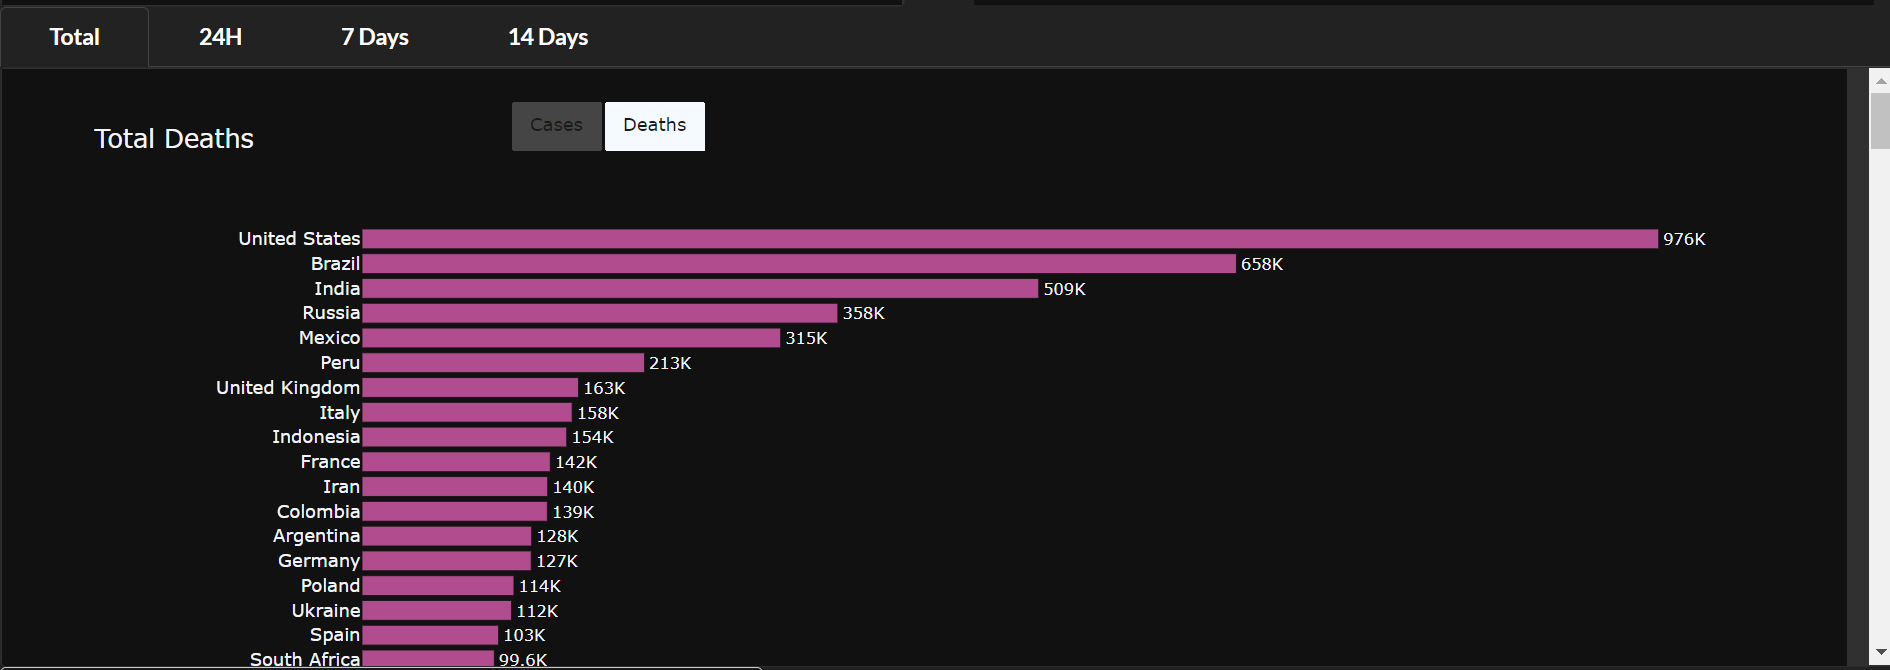 Total 24H 7 Days 14 Days
Total Deaths Cases Deaths
United States 976K
Brazil 658K
India 509K
Russia 358K
Mexico 315K
Peru 213K
United Kingdom 163K
Italy 158K
Indonesia 154K
France 142K
Iran 140K
Colombia 139K
Argentina 128K
Germany 127K
Poland 114K
Ukraine 112K
Spain 103K
South Africa 99.6K